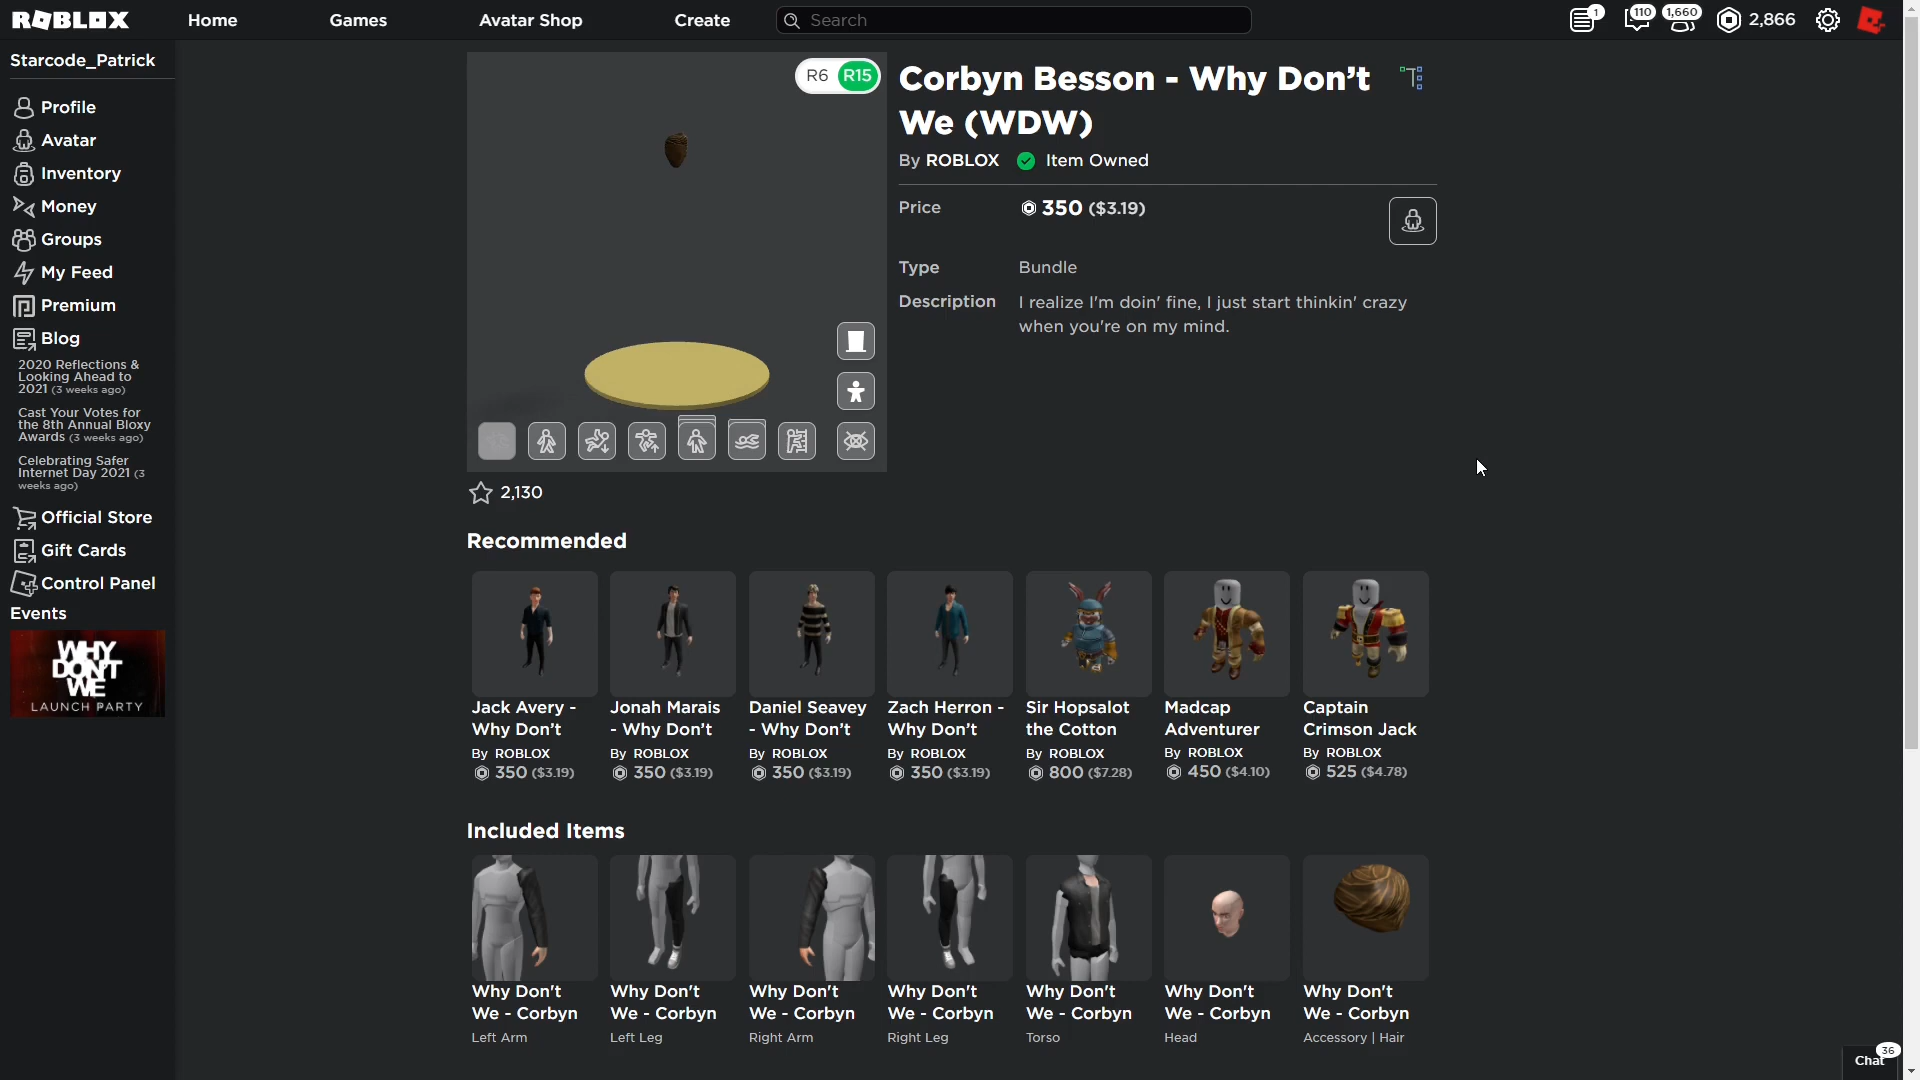 ROBLOX
Home
Games
Avatar Shop
Create
Search
1
110
1,660
2,866
Starcode_Patrick
Profile
Avatar
Inventory
Money
Groups
My Feed
Premium
Blog
2020 Reflections &
Looking Ahead to
2021 (3 weeks ago)
Cast Your Votes for
the 8th Annual Bloxy
Awards (3 weeks ago)
Celebrating Safer
Internet Day 2021 (3
weeks ago)
Official Store
Gift Cards
Control Panel
Events
WHY
DON'T
WE
LAUNCH PARTY
R6 R15
Corbyn Besson - Why Don’t
We (WDW)
By ROBLOX Item Owned
Price 350 ($3.19)
Type Bundle
Description I realize I'm doin' fine, I just start thinkin' crazy
when you're on my mind.
2,130
Recommended
Jack Avery -
Why Don’t
By ROBLOX
350 ($3.19)
Jonah Marais
- Why Don’t
By ROBLOX
350 ($3.19)
Daniel Seavey
- Why Don’t
By ROBLOX
350 ($3.19)
Zach Herron -
Why Don’t
By ROBLOX
350 ($3.19)
Sir Hopsalot
the Cotton
By ROBLOX
800 ($7.28)
Madcap
Adventurer
By ROBLOX
450 ($4.10)
Captain
Crimson Jack
By ROBLOX
525 ($4.78)
Included Items
Why Don't
We - Corbyn
Left Arm
Why Don't
We - Corbyn
Left Leg
Why Don't
We - Corbyn
Right Arm
Why Don't
We - Corbyn
Right Leg
Why Don't
We - Corbyn
Torso
Why Don't
We - Corbyn
Head
Why Don't
We - Corbyn
Accessory | Hair
Chat
36